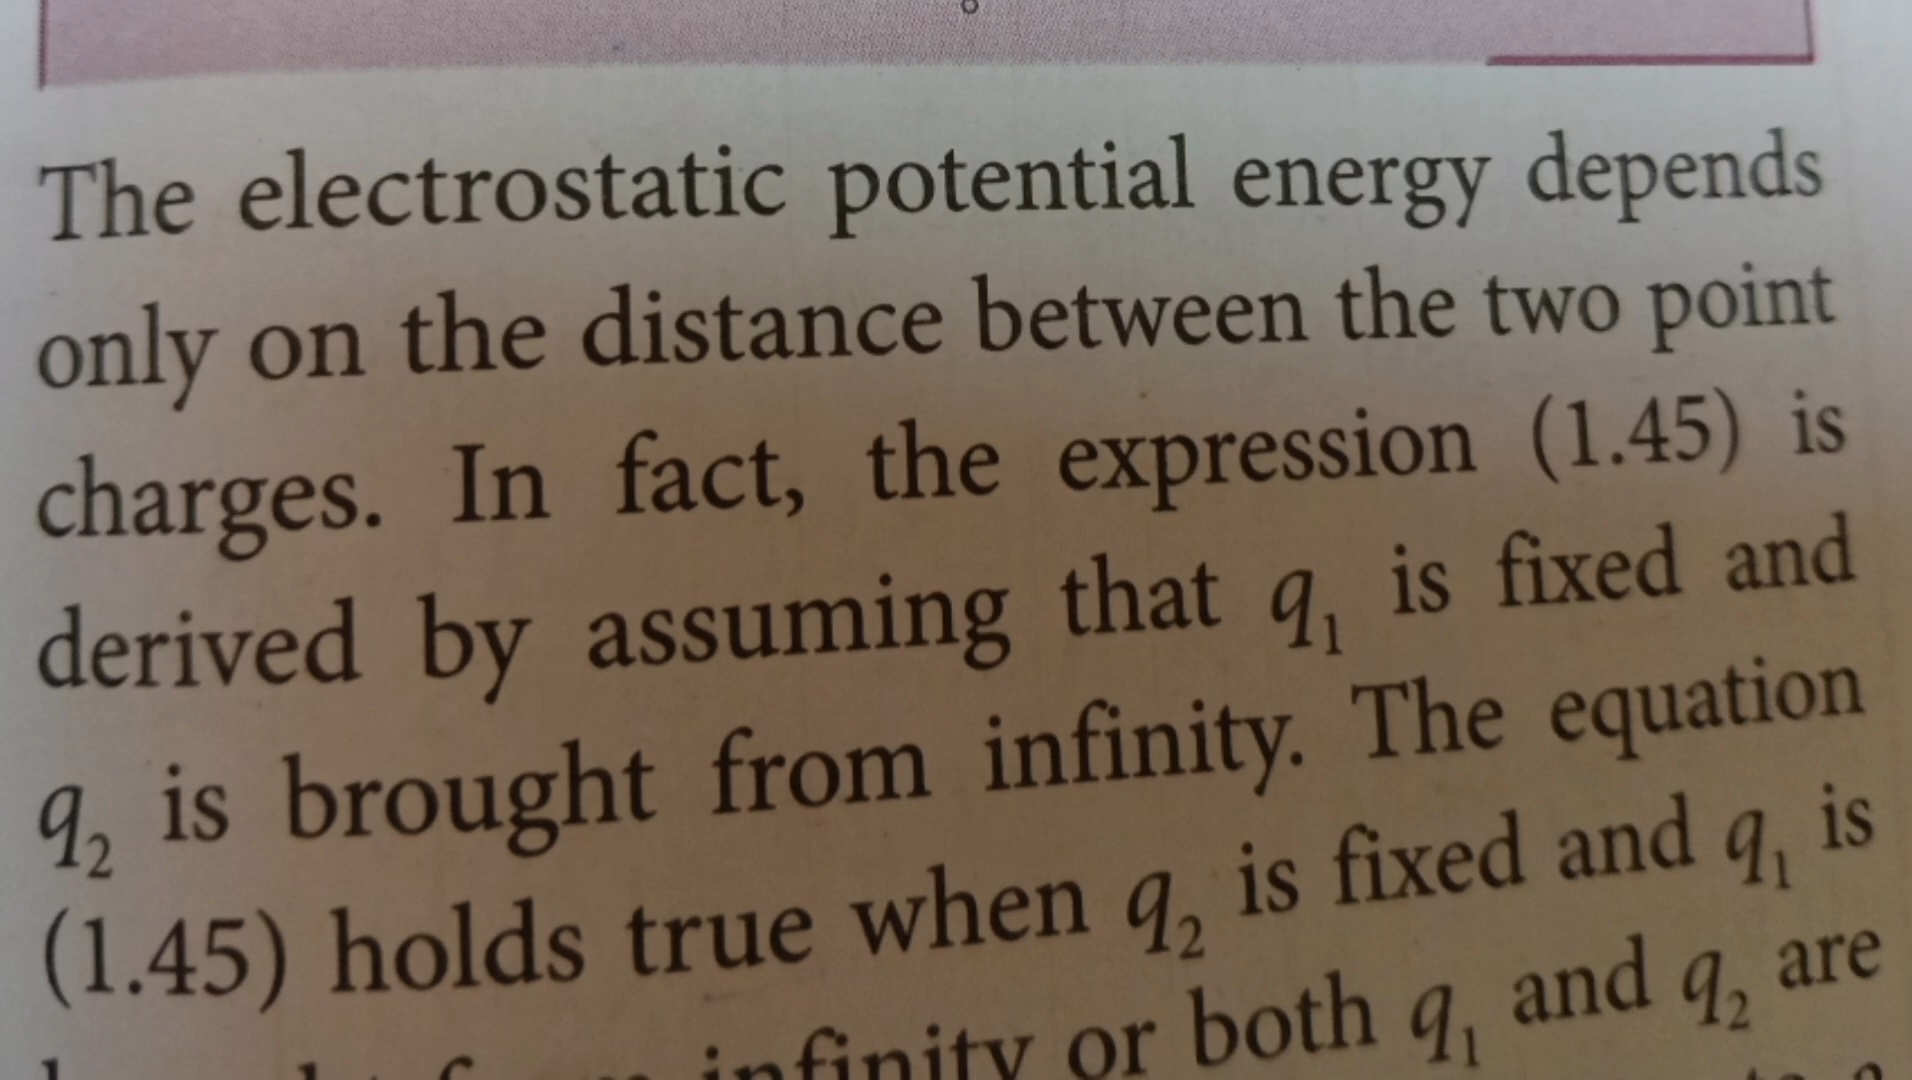 The electrostatic potential energy depends
only on the distance between the two point
charges. In fact, the expression (1.45) is
derived by assuming that q₁ is fixed and
q₂ is brought from infinity. The equation
(1.45) holds true when q₂ is fixed and q₁ is
infinity or both q₁ and q₂ are